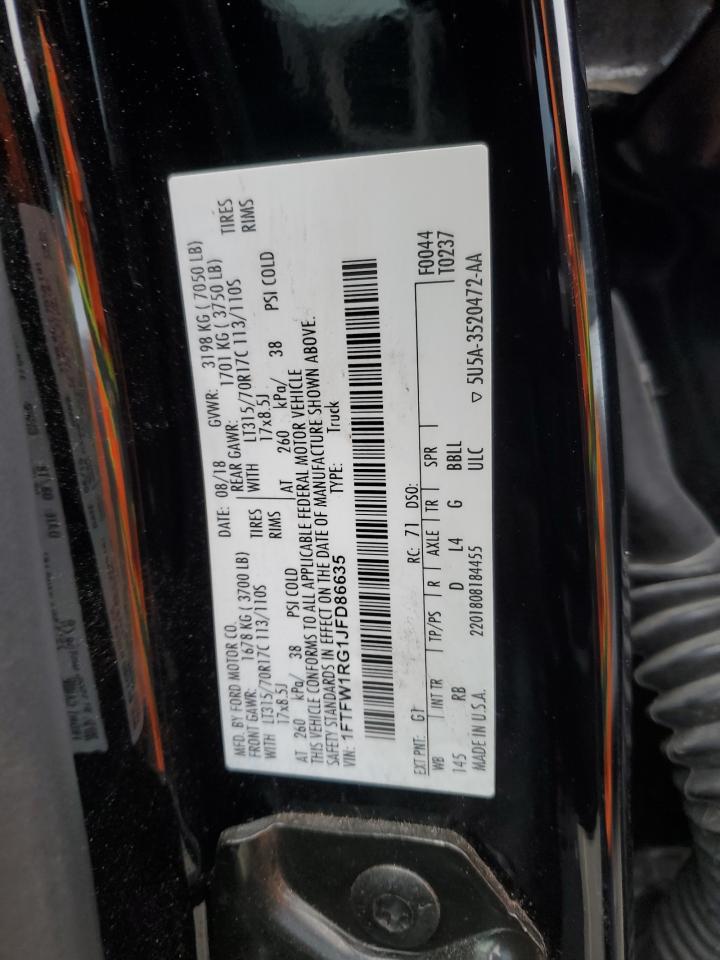 MFD. BY FORD MOTOR CO.
DATE: 08/18 GVWR: 3198 KG ( 7050 LB)
FRONT GAWR: 1678 KG ( 3700 LB) REAR GAWR: 1701 KG ( 3750 LB)
WITH LT315/70R17C 113/110S TIRES WITH LT315/70R17C 113/110S TIRES
17x8.5J RIMS 17x8.5J RIMS
AT 260 kPa/ 38 PSI COLD AT 260 kPa/ 38 PSI COLD
THIS VEHICLE CONFORMS TO ALL APPLICABLE FEDERAL MOTOR VEHICLE
SAFETY STANDARDS IN EFFECT ON THE DATE OF MANUFACTURE SHOWN ABOVE.
VIN: 1FTFW1RG1JFD86635 TYPE: Truck
EXT PNT: G1 RC: 71 DSO: F0044
WB INT TR TP/PS R AXLE TR SPR T0237
145 RB D L4 G BBLL
MADE IN U.S.A. 2201808184455 ULC ▽ 5U5A-3520472-AA